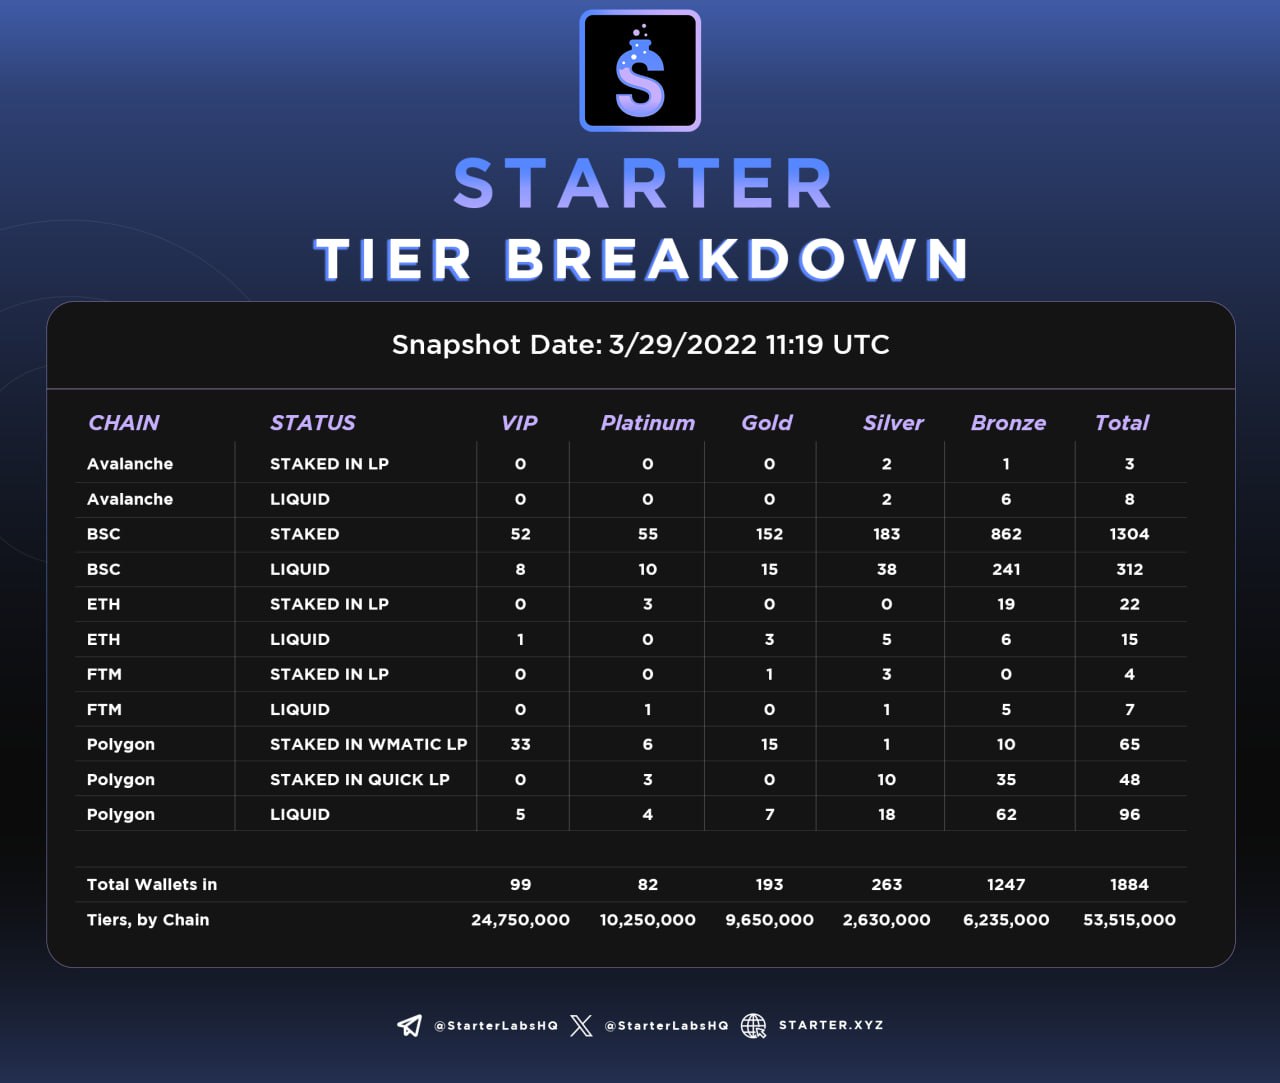 S
STARTER
TIER BREAKDOWN
Snapshot Date: 3/29/2022 11:19 UTC
CHAIN STATUS VIP Platinum Gold Silver Bronze Total
Avalanche STAKED IN LP 0 0 0 2 1 3
Avalanche LIQUID 0 0 0 2 6 8
BSC STAKED 52 55 152 183 862 1304
BSC LIQUID 8 10 15 38 241 312
ETH STAKED IN LP 0 3 0 0 19 22
ETH LIQUID 1 0 3 5 6 15
FTM STAKED IN LP 0 0 1 3 0 4
FTM LIQUID 0 1 0 1 5 7
Polygon STAKED IN WMATIC LP 33 6 15 1 10 65
Polygon STAKED IN QUICK LP 0 3 0 10 35 48
Polygon LIQUID 5 4 7 18 62 96
Total Wallets in 99 82 193 263 1247 1884
Tiers, by Chain 24,750,000 10,250,000 9,650,000 2,630,000 6,235,000 53,515,000
@StarterLabsHQ X @StarterLabsHQ STARTER.XYZ